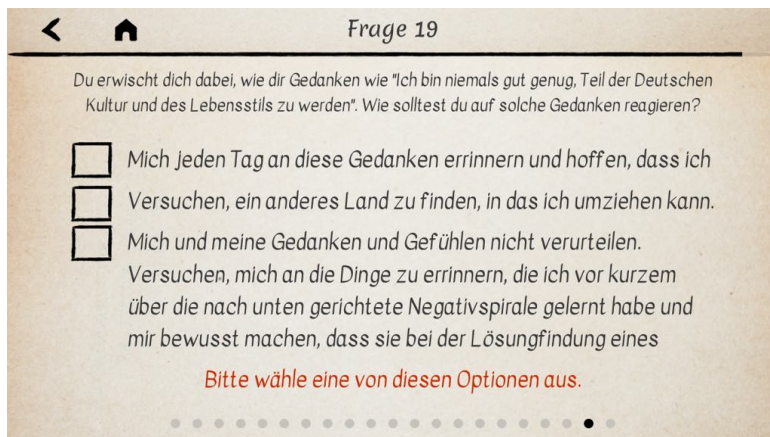 Frage 19
Du erwischt dich dabei, wie dir Gedanken wie "Ich bin niemals gut genug, Teil der Deutschen
Kultur und des Lebensstils zu werden". Wie solltest du auf solche Gedanken reagieren?
Mich jeden Tag an diese Gedanken errinnern und hoffen, dass ich
Versuchen, ein anderes Land zu finden, in das ich umziehen kann.
Mich und meine Gedanken und Gefühlen nicht verurteilen.
Versuchen, mich an die Dinge zu errinnern, die ich vor kurzem
über die nach unten gerichtete Negativspirale gelernt habe und
mir bewusst machen, dass sie bei der Lösungfindung eines
Bitte wähle eine von diesen Optionen aus.